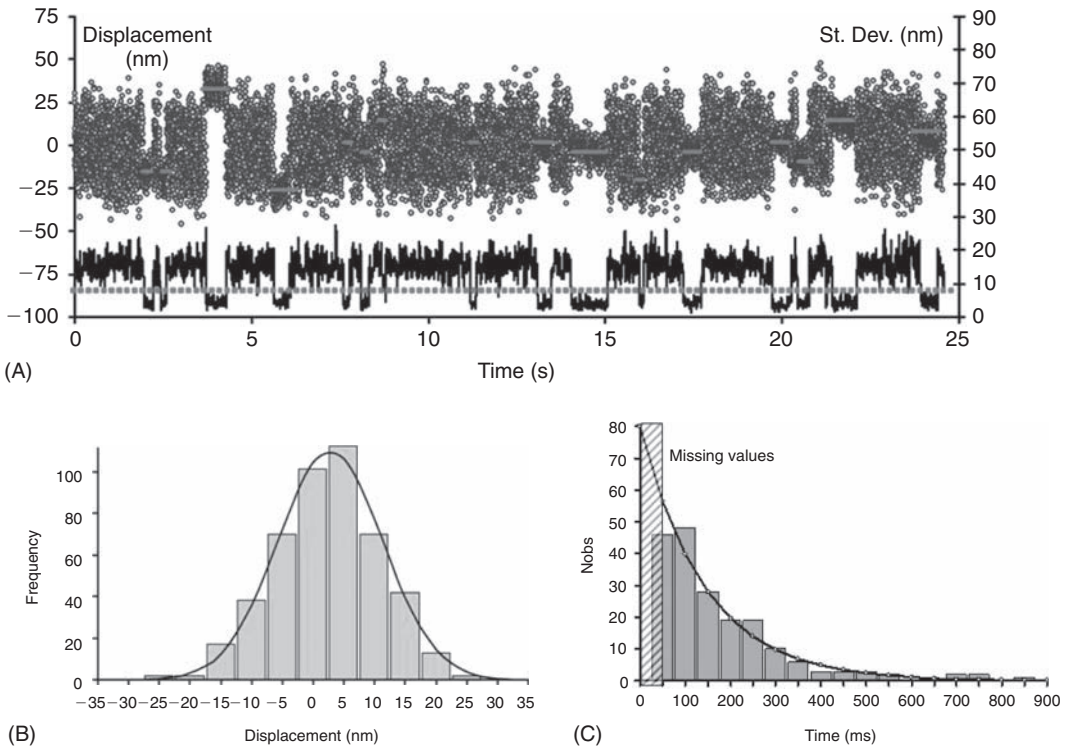 75
50
25
0
−25
−50
−75
−100
Displacement
(nm)
St. Dev. (nm)
90
80
70
60
50
40
30
20
10
0
0 5 10 15 20 25
Time (s)
(A)
100
80
60
40
20
0
Frequency
−35 −30 −25 −20 −15 −10 −5 0 5 10 15 20 25 30 35
Displacement (nm)
(B)
80
70
60
50
40
30
20
10
0
Nobs
Missing values
0 100 200 300 400 500 600 700 800 900
Time (ms)
(C)